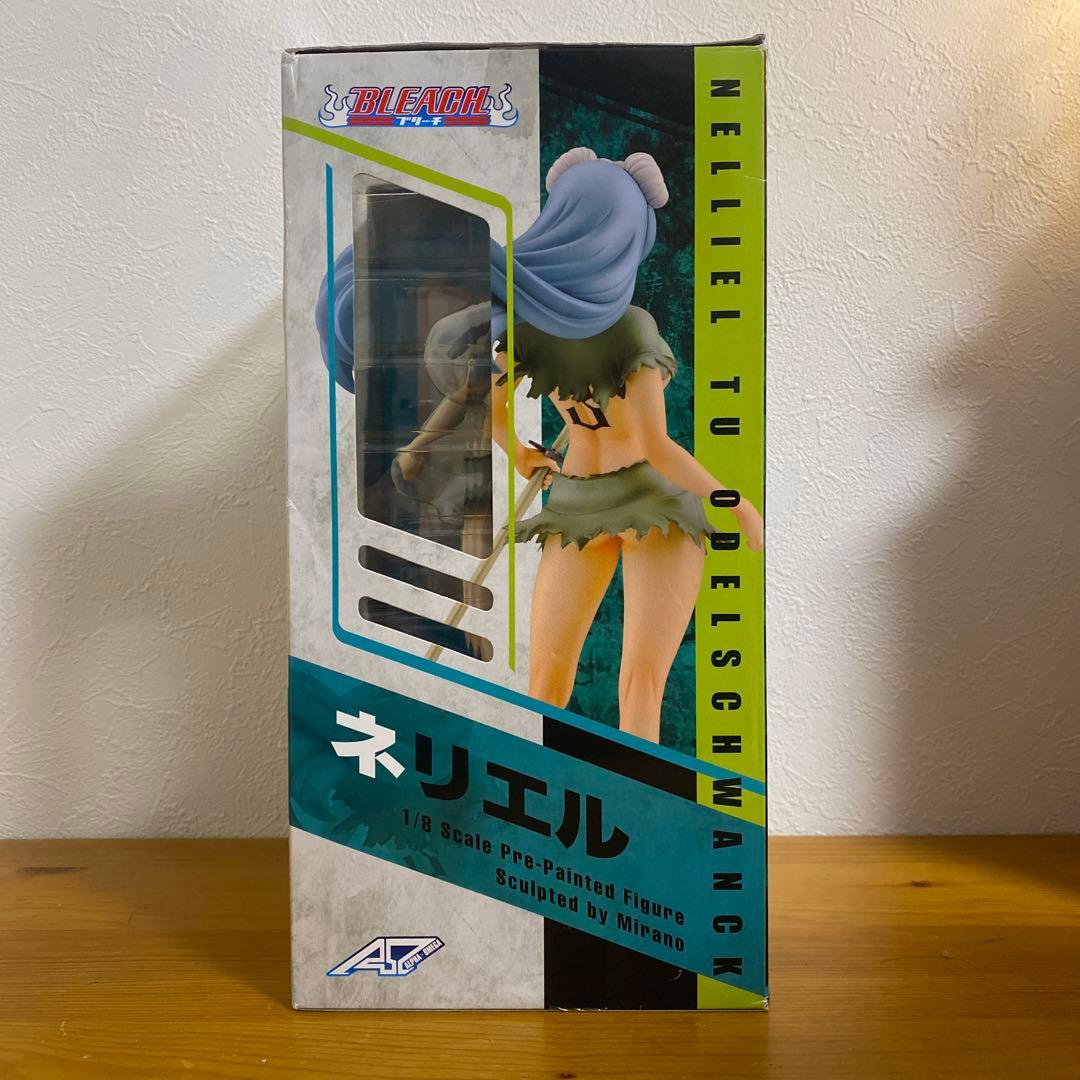 BLEACH
ブリーチ
NELLIEL TU ODELSCHWANCK
ネリエル
1/8 Scale Pre-Painted Figure
Sculpted by Mirano
ΑΩ
ALPHA × OMEGA